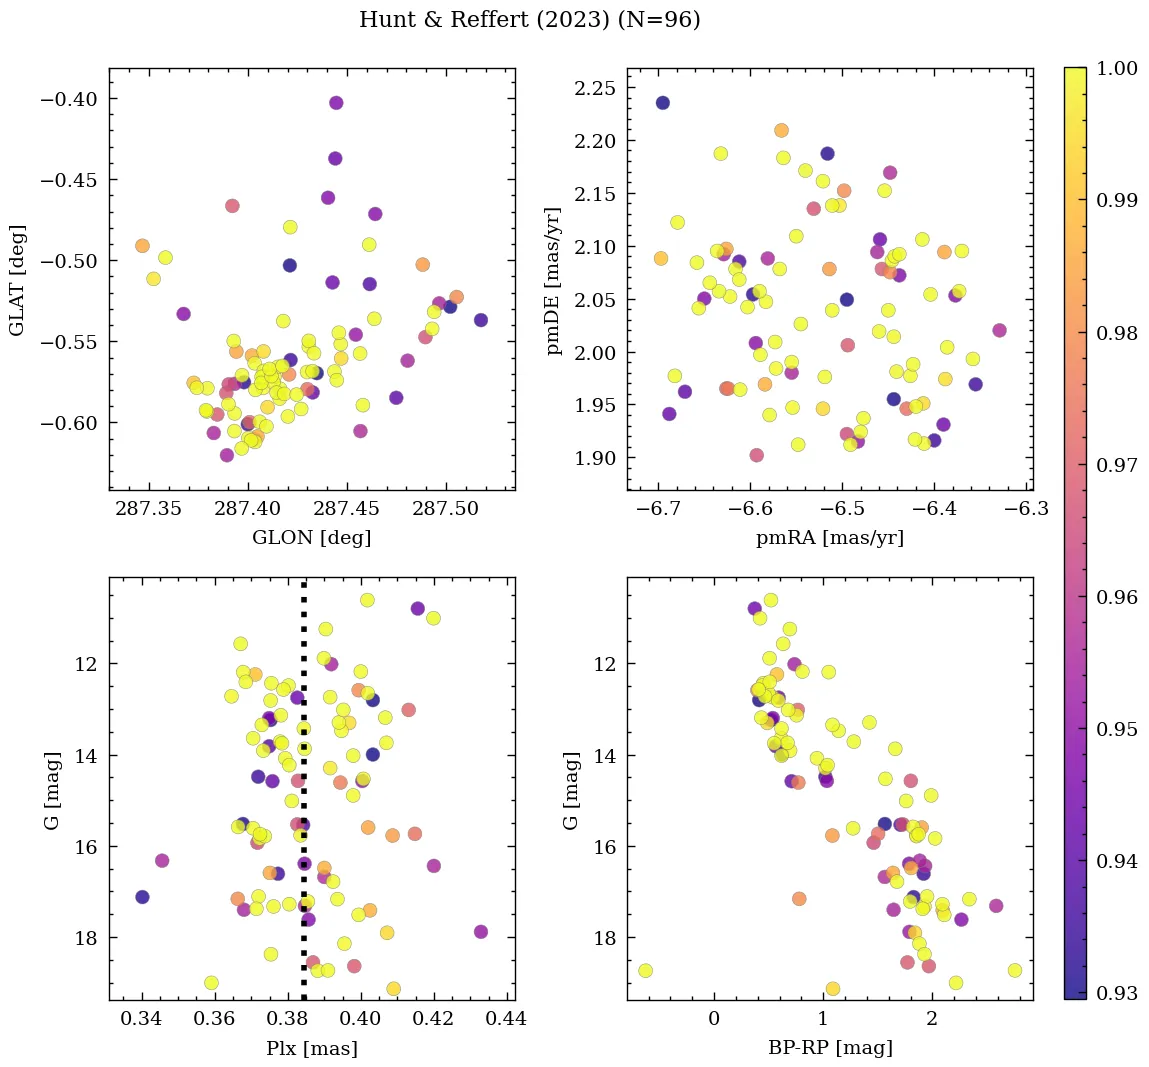 Hunt & Reffert (2023) (N=96)
−0.40
−0.45
−0.50
−0.55
−0.60
GLAT [deg]
287.35 287.40 287.45 287.50
GLON [deg]
2.25
2.20
2.15
2.10
2.05
2.00
1.95
1.90
pmDE [mas/yr]
−6.7 −6.6 −6.5 −6.4 −6.3
pmRA [mas/yr]
12
14
16
18
G [mag]
0.34 0.36 0.38 0.40 0.42 0.44
Plx [mas]
12
14
16
18
G [mag]
0 1 2
BP-RP [mag]
1.00
0.99
0.98
0.97
0.96
0.95
0.94
0.93